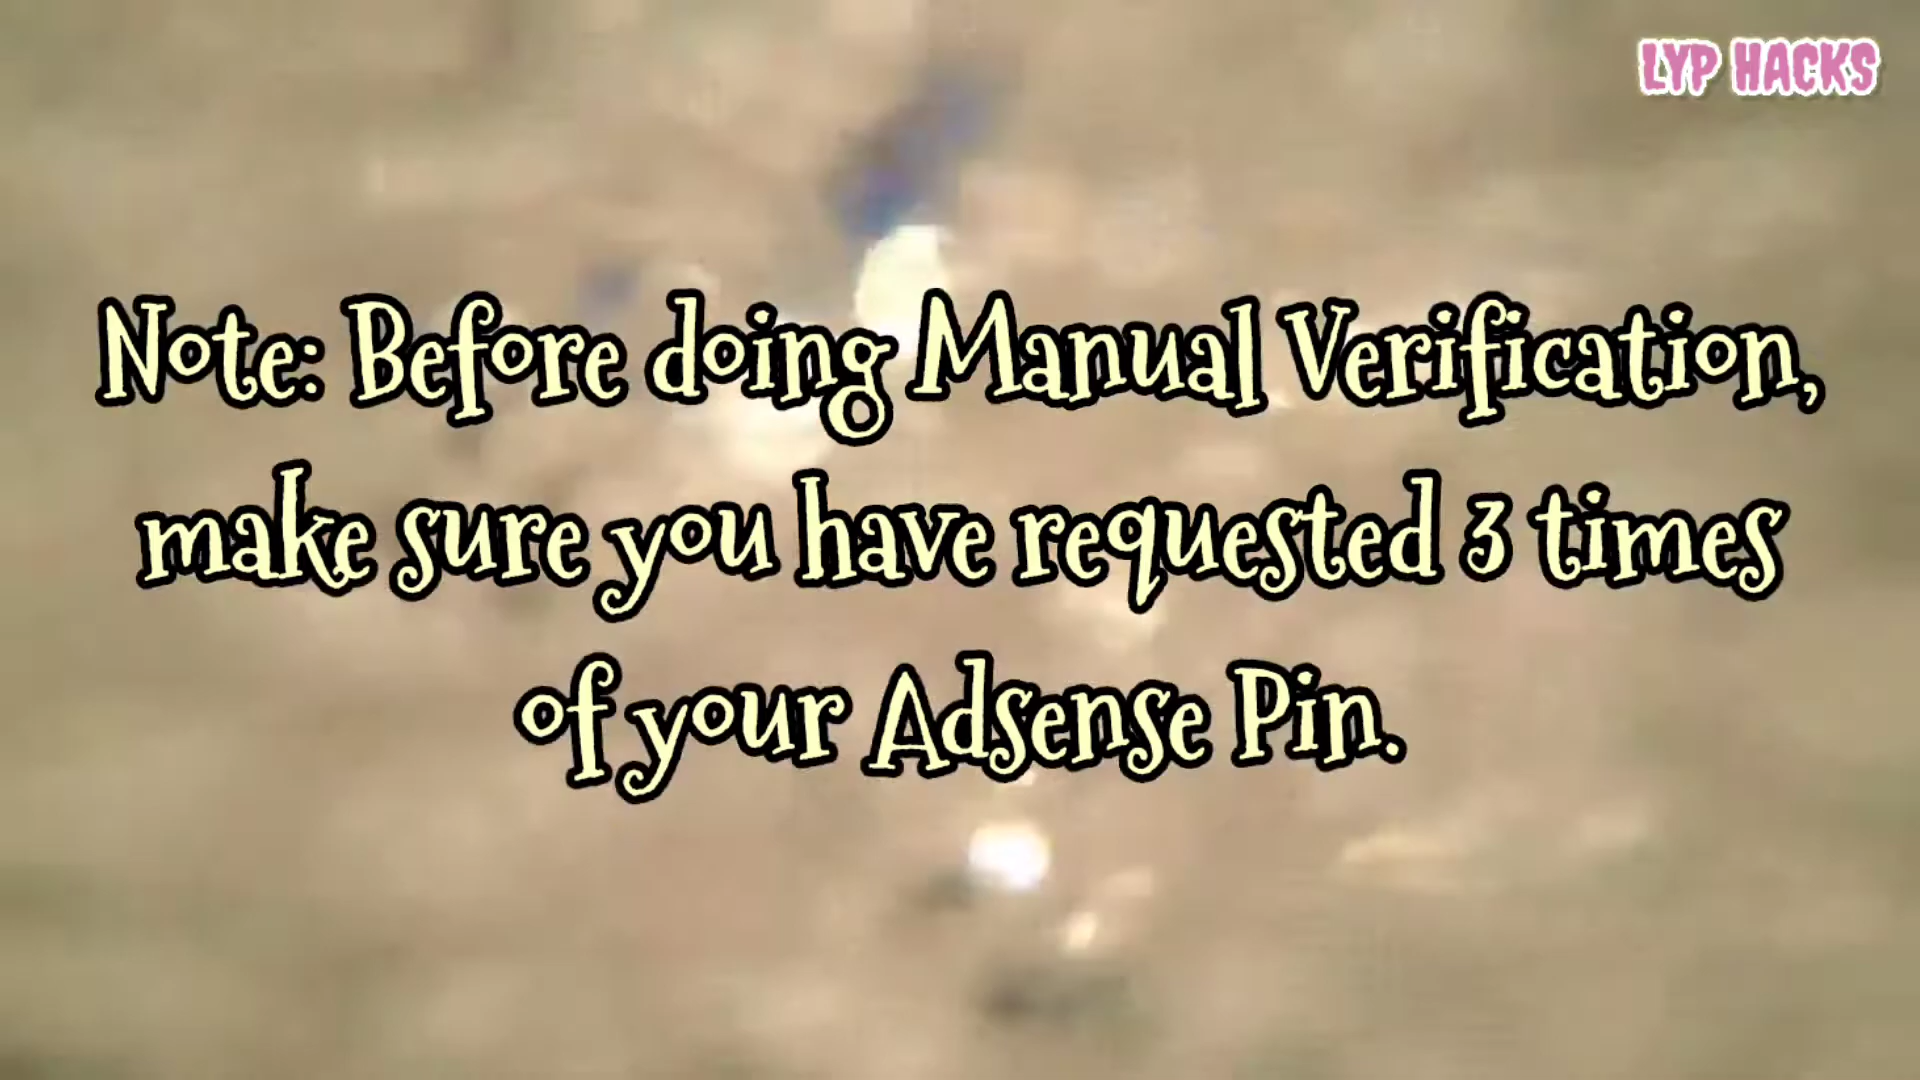 LYP HACKS
Note: Before doing Manual Verification,
make sure you have requested 3 times
of your Adsense Pin.